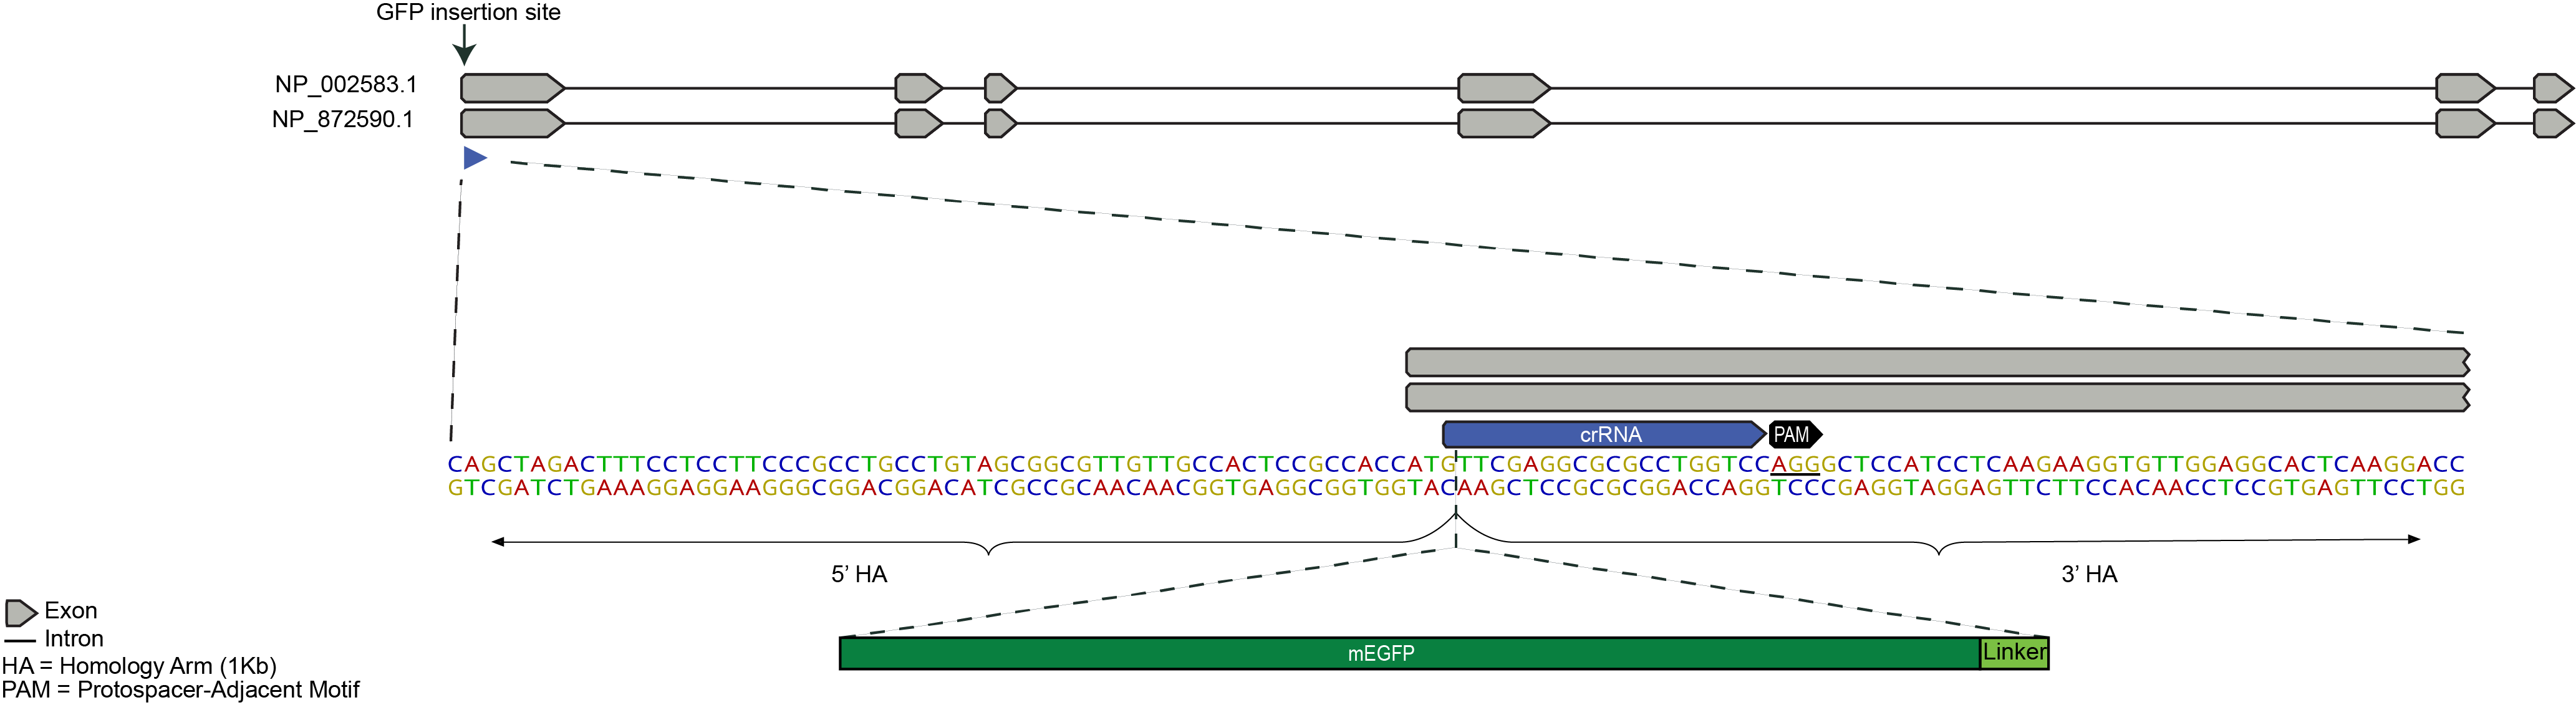 GFP insertion site
NP_002583.1
NP_872590.1
crRNA PAM
CAGCTAGACTTTCCTCCTTCCCGCCTGCCTGTAGCGGCGTTGTTGCCACTCCGCCACCATGTTCGAGGCGCGCCTGGTCCAGGGCTCCATCCTCAAGAAGGTGTTGGAGGCACTCAAGGACC
GTCGATCTGAAAGGAGGAAGGGCGGACGGACATCGCCGCAACAACGGTGAGGCGGTGGTACAAGCTCCGCGCGGACCAGGTCCCGAGGTAGGAGTTCTTCCACAACCTCCGTGAGTTCCTGG
5’ HA 3’ HA
Exon
Intron
mEGFP Linker
HA = Homology Arm (1Kb)
PAM = Protospacer-Adjacent Motif